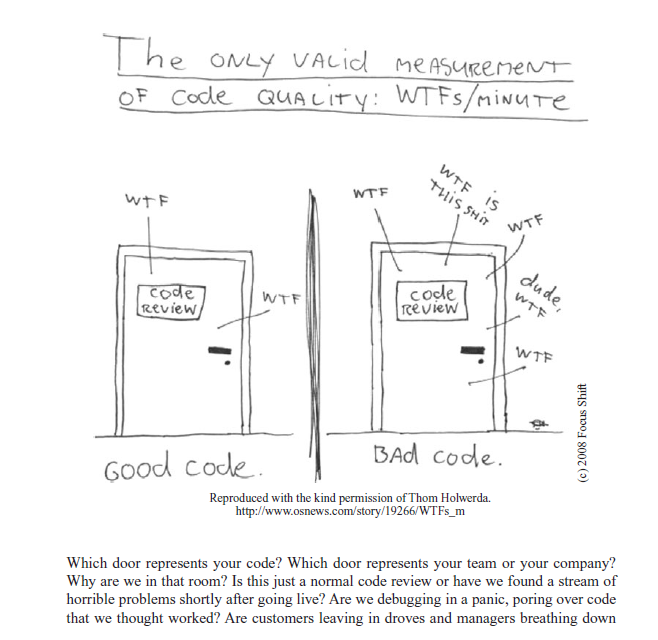 The ONLY VALid MeASUREMENT
OF Code QUALITY: WTFs/MINUTE
WTF
code
REVIEW
WTF
GOOD code.
WTF
WTF is
THiS SHiT
WTF
dude,
WTF
code
REVIEW
WTF
BAd code.
(c) 2008 Focus Shift
Reproduced with the kind permission of Thom Holwerda.
http://www.osnews.com/story/19266/WTFs_m
Which door represents your code? Which door represents your team or your company?
Why are we in that room? Is this just a normal code review or have we found a stream of
horrible problems shortly after going live? Are we debugging in a panic, poring over code
that we thought worked? Are customers leaving in droves and managers breathing down